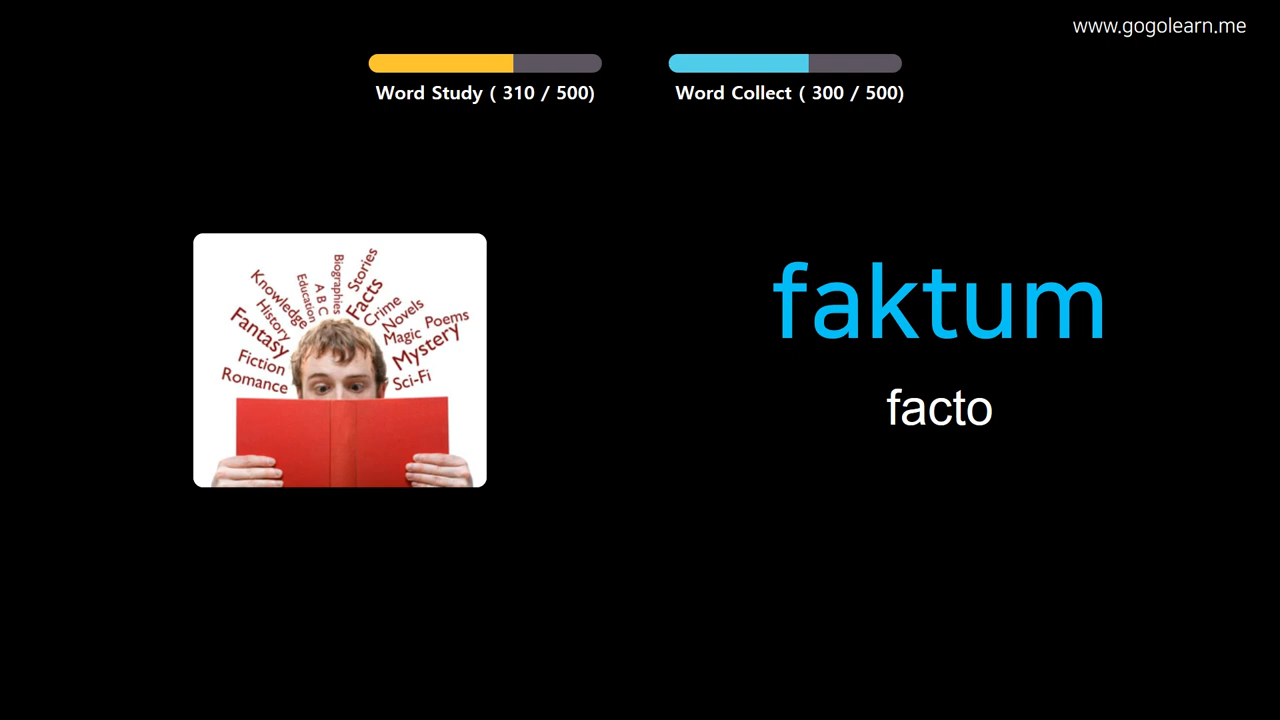 www.gogolearn.me
Word Study ( 310 / 500)
Word Collect ( 300 / 500)
Stories
Biographies
Facts
A B C
Education
Knowledge
Crime
History
Novels
Fantasy
Poems
Magic
Mystery
Fiction
Romance
Sci-Fi
faktum
facto